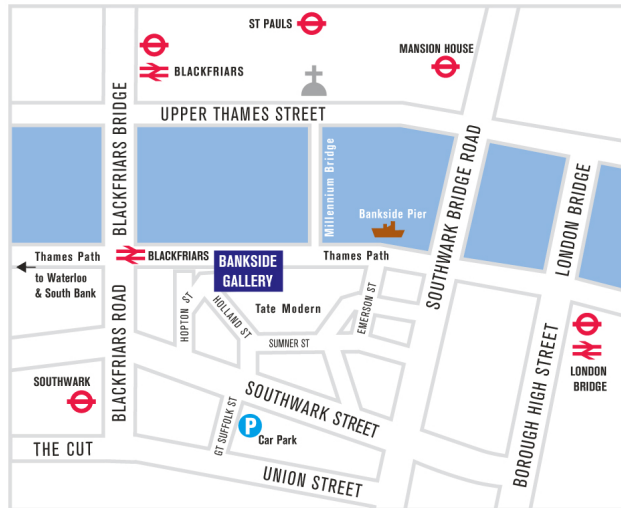 ST PAULS
MANSION HOUSE
BLACKFRIARS
UPPER THAMES STREET
BLACKFRIARS BRIDGE
Millennium Bridge
Bankside Pier
SOUTHWARK BRIDGE ROAD
LONDON BRIDGE
Thames Path
BLACKFRIARS
BANKSIDE
GALLERY
Thames Path
to Waterloo
& South Bank
HOPTON ST
HOLLAND ST
Tate Modern
EMERSON ST
SUMNER ST
BLACKFRIARS ROAD
SOUTHWARK
SOUTHWARK STREET
GT SUFFOLK ST
P
Car Park
BOROUGH HIGH STREET
LONDON
BRIDGE
THE CUT
UNION STREET